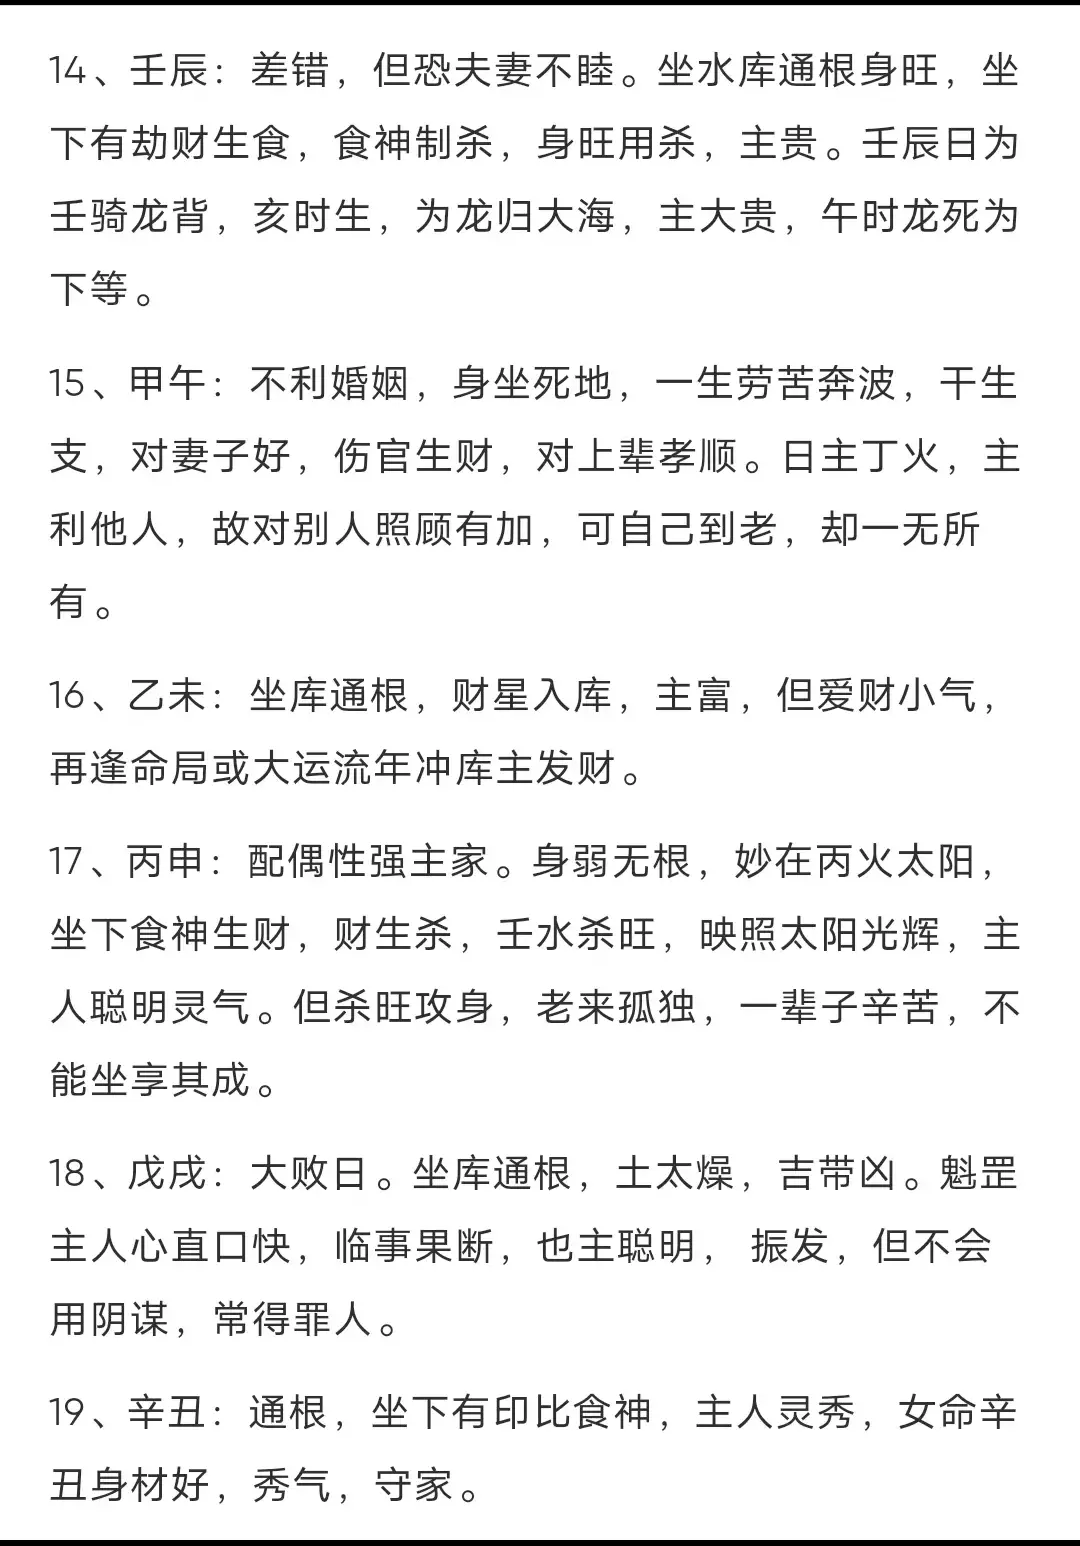 14、壬辰：差错，但恐夫妻不睦。坐水库通根身旺，坐
下有劫财生食，食神制杀，身旺用杀，主贵。壬辰日为
壬骑龙背，亥时生，为龙归大海，主大贵，午时龙死为
下等。
15、甲午：不利婚姻，身坐死地，一生劳苦奔波，干生
支，对妻子好，伤官生财，对上辈孝顺。日主丁火，主
利他人，故对别人照顾有加，可自己到老，却一无所
有。
16、乙未：坐库通根，财星入库，主富，但爱财小气，
再逢命局或大运流年冲库主发财。
17、丙申：配偶性强主家。身弱无根，妙在丙火太阳，
坐下食神生财，财生杀，壬水杀旺，映照太阳光辉，主
人聪明灵气。但杀旺攻身，老来孤独，一辈子辛苦，不
能坐享其成。
18、戊戌：大败日。坐库通根，土太燥，吉带凶。魁罡
主人心直口快，临事果断，也主聪明， 振发，但不会
用阴谋，常得罪人。
19、辛丑：通根，坐下有印比食神，主人灵秀，女命辛
丑身材好，秀气，守家。